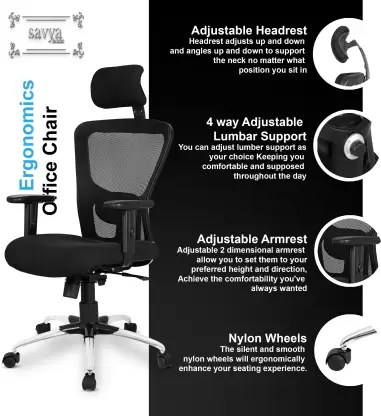 savya
home
Ergonomics
Office Chair
Adjustable Headrest
Headrest adjusts up and down
and angles up and down to support
the neck no matter what
position you sit in
4 way Adjustable
Lumbar Support
You can adjust lumbar support as
your choice Keeping you
comfortable and supposed
throughout the day
Adjustable Armrest
Adjustable 2 dimensional armrest
allow you to set them to your
preferred height and direction,
Achieve the comfortability you've
always wanted
Nylon Wheels
The silent and smooth
nylon wheels will ergonomically
enhance your seating experience.